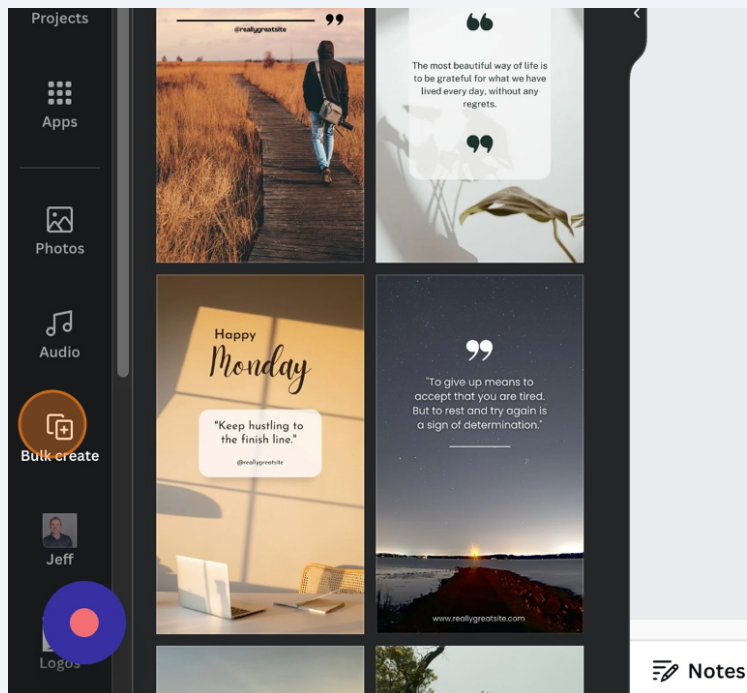 Projects
Apps
Photos
Audio
Bulk create
Jeff
Logos
@reallygreatsite
The most beautiful way of life is
to be grateful for what we have
lived every day, without any
regrets.
Happy
Monday
"Keep hustling to
the finish line."
@reallygreatsite
"To give up means to
accept that you are tired.
But to rest and try again is
a sign of determination."
www.reallygreatsite.com
Notes